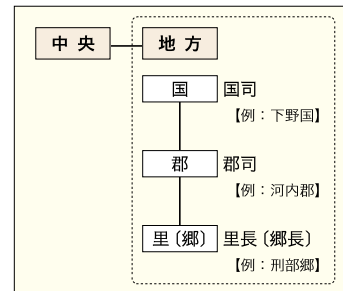 中央 地方
国 国司
【例：下野国】
郡 郡司
【例：河内郡】
里〔郷〕 里長〔郷長〕
【例：刑部郷】